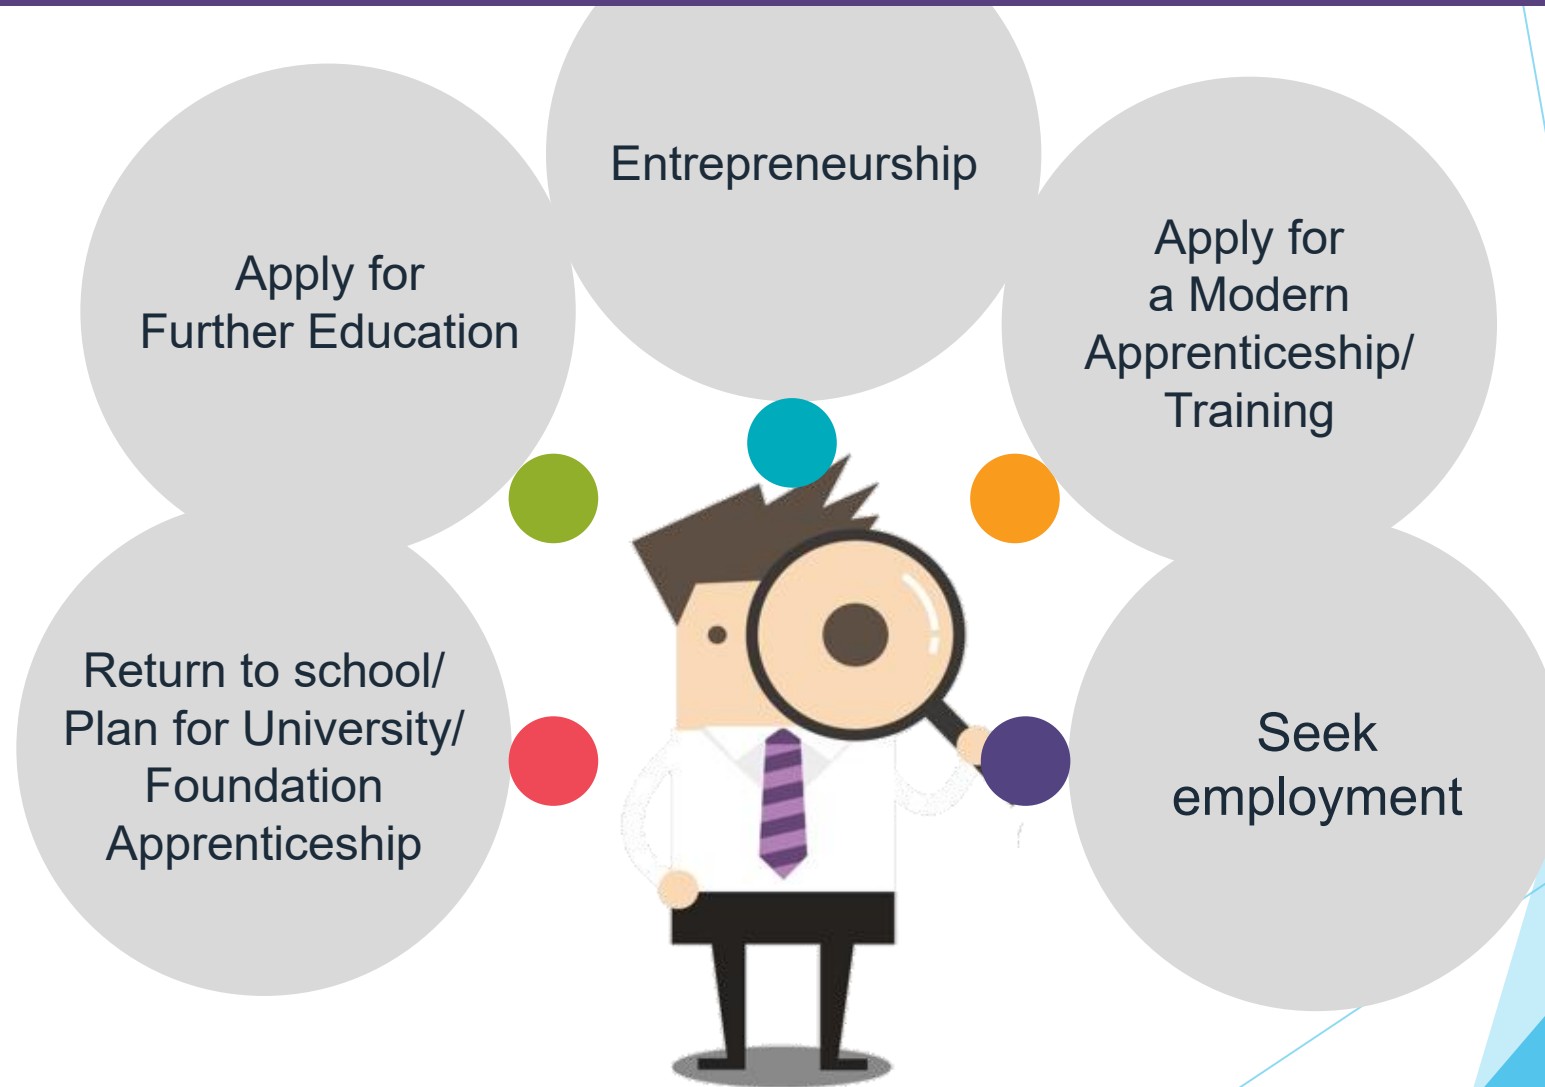 Entrepreneurship
Apply for
Further Education
Apply for
a Modern
Apprenticeship/
Training
Return to school/
Plan for University/
Foundation
Apprenticeship
Seek
employment